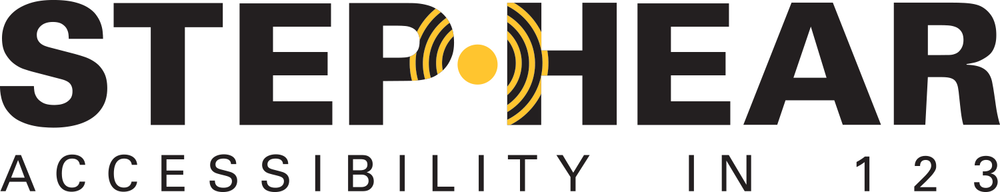 STEP·HEAR
ACCESSIBILITY IN 123